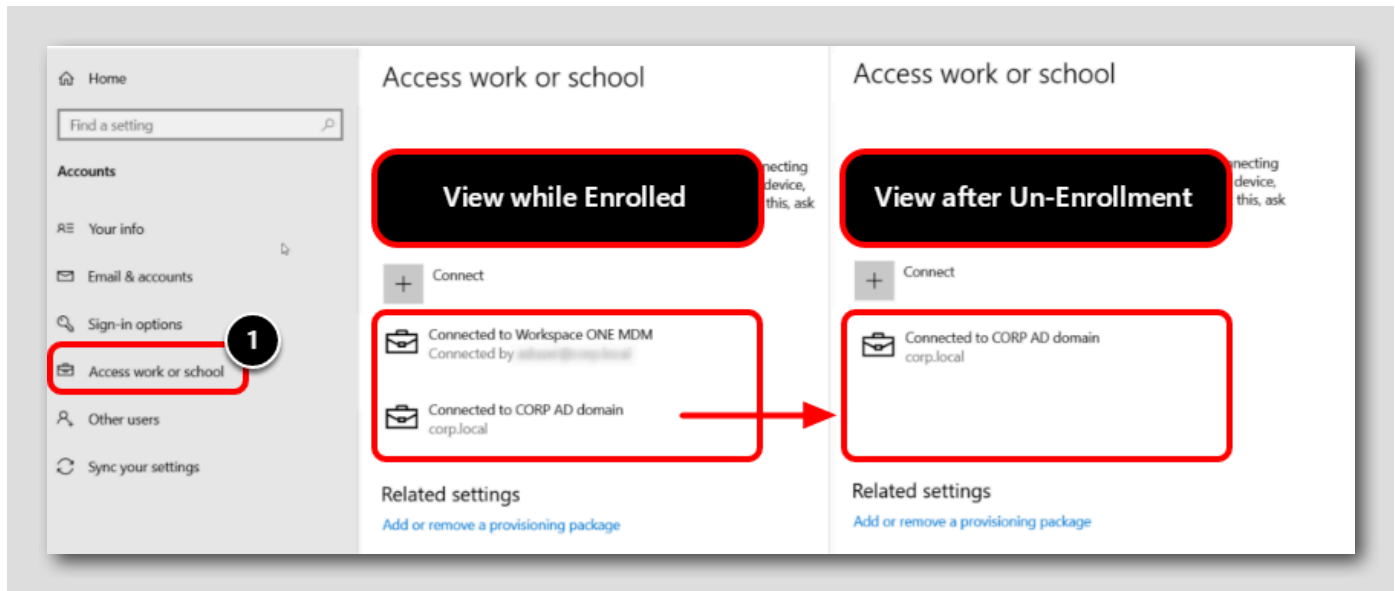 Home
Find a setting
Accounts
Your info
Email & accounts
Sign-in options
1
Access work or school
Other users
Sync your settings
Access work or school
View while Enrolled
necting
device,
this, ask
Connect
Connected to Workspace ONE MDM
Connected by
Connected to CORP AD domain
corp.local
Related settings
Add or remove a provisioning package
Access work or school
View after Un-Enrollment
necting
device,
this, ask
Connect
Connected to CORP AD domain
corp.local
Related settings
Add or remove a provisioning package